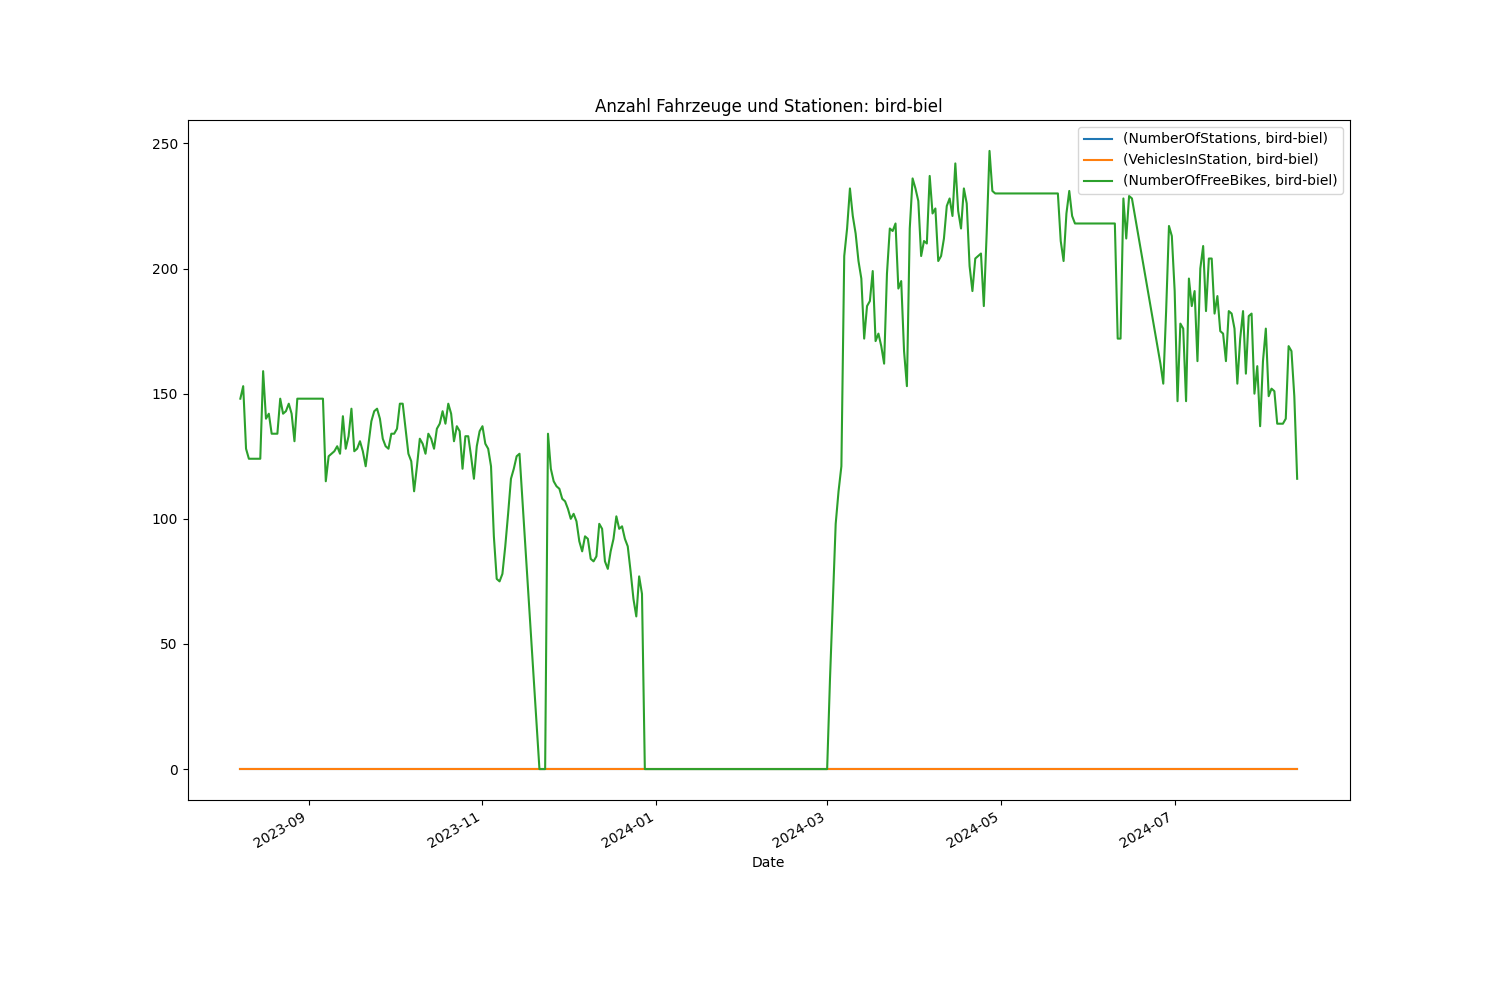 Anzahl Fahrzeuge und Stationen: bird-biel
(NumberOfStations, bird-biel)
(VehiclesInStation, bird-biel)
(NumberOfFreeBikes, bird-biel)
250
200
150
100
50
0
2023-09
2023-11
2024-01
2024-03
2024-05
2024-07
Date